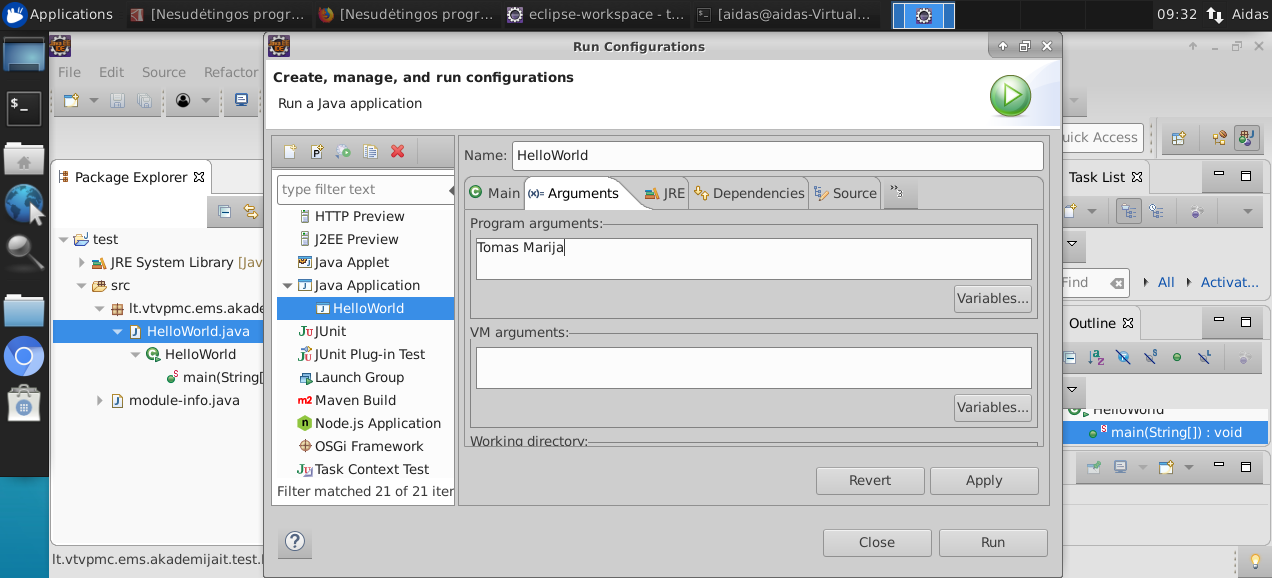 Applications
[Nesudėtingos progr...
[Nesudėtingos progr...
eclipse-workspace - t...
[aidas@aidas-Virtual...
09:32
Aidas
Run Configurations
File Edit Source Refactor
Create, manage, and run configurations
Run a Java application
uick Access
Package Explorer
test
JRE System Library [Jav
src
lt.vtvpmc.ems.akade
HelloWorld.java
HelloWorld
main(String[
module-info.java
type filter text
HTTP Preview
J2EE Preview
Java Applet
Java Application
HelloWorld
JUnit
JUnit Plug-in Test
Launch Group
Maven Build
Node.js Application
OSGi Framework
Task Context Test
Filter matched 21 of 21 iter
Name: HelloWorld
Main Arguments JRE Dependencies Source
Program arguments:
Tomas Marija
Variables...
VM arguments:
Variables...
Working directory:
Revert Apply
Close Run
Task List
Find All Activat...
Outline
HelloWorld
main(String[]) : void
lt.vtvpmc.ems.akademijait.test.